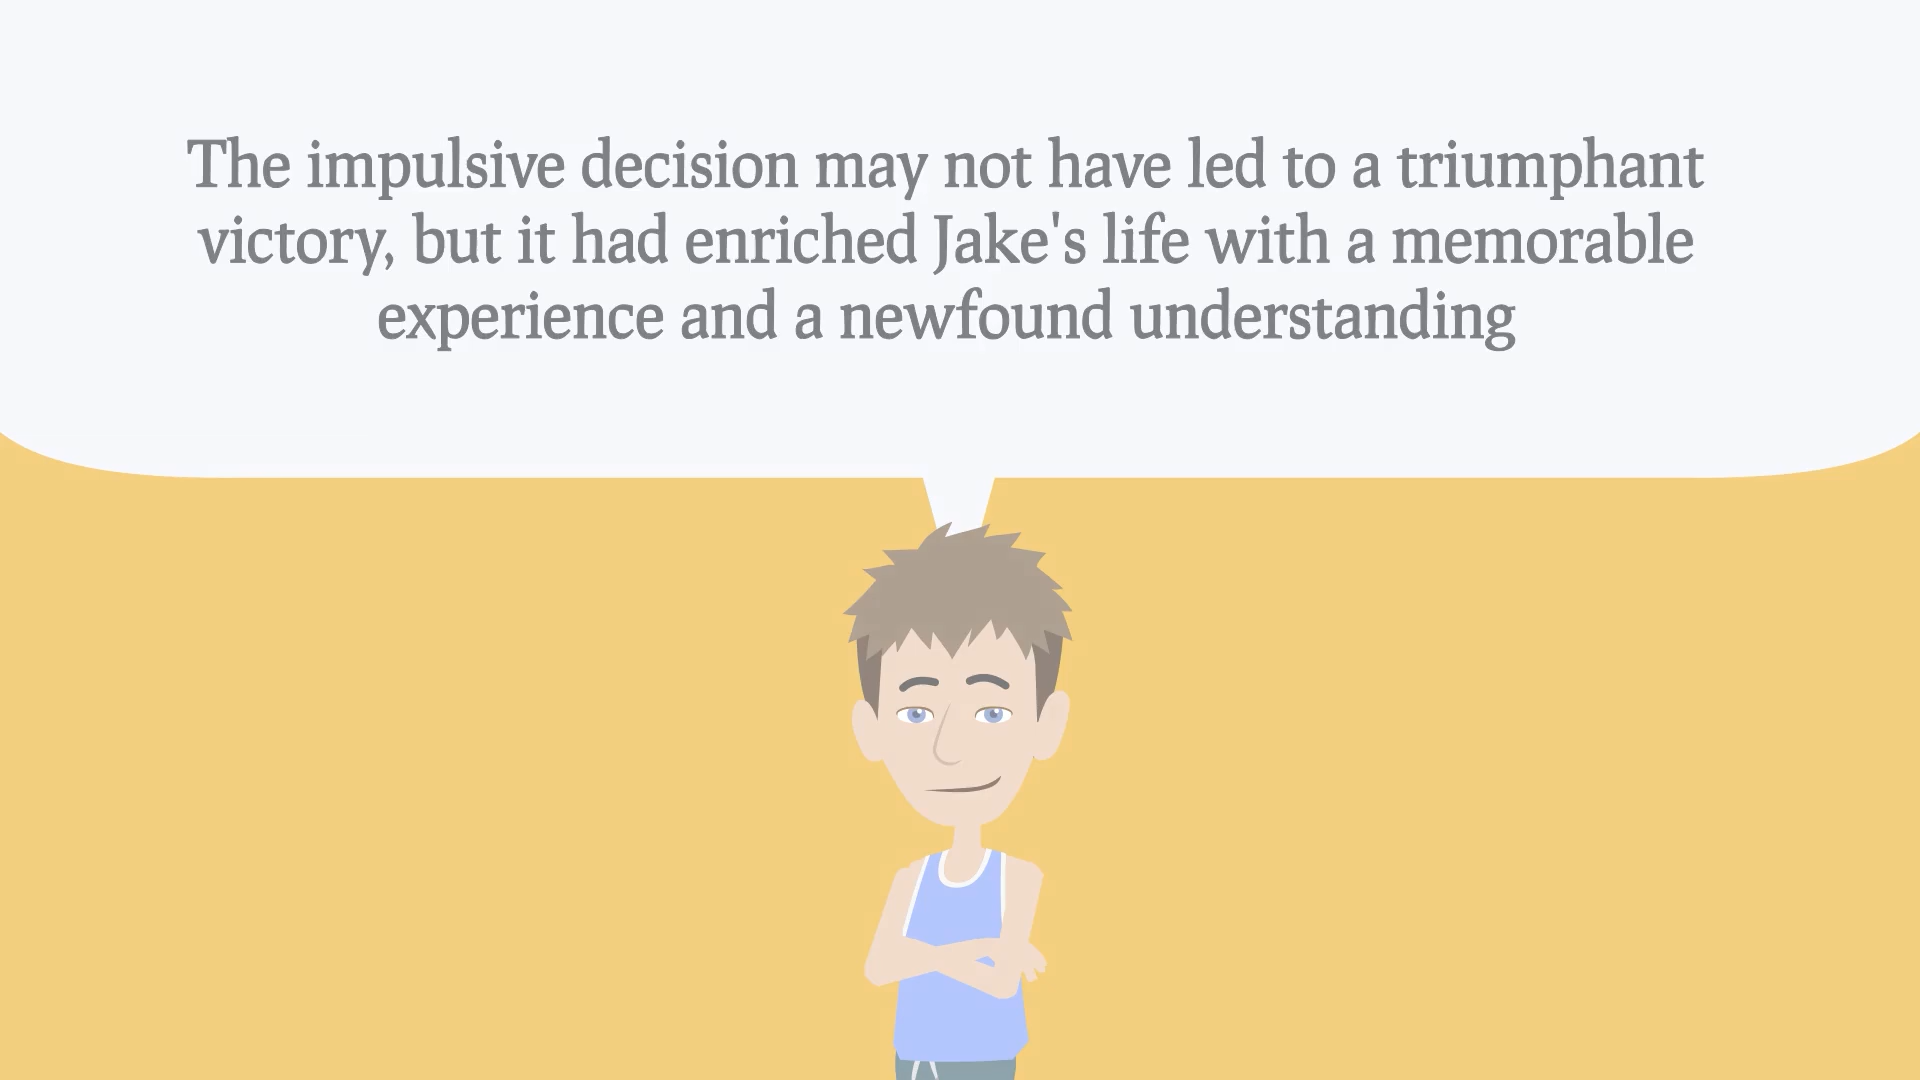 The impulsive decision may not have led to a triumphant
victory, but it had enriched Jake's life with a memorable
experience and a newfound understanding